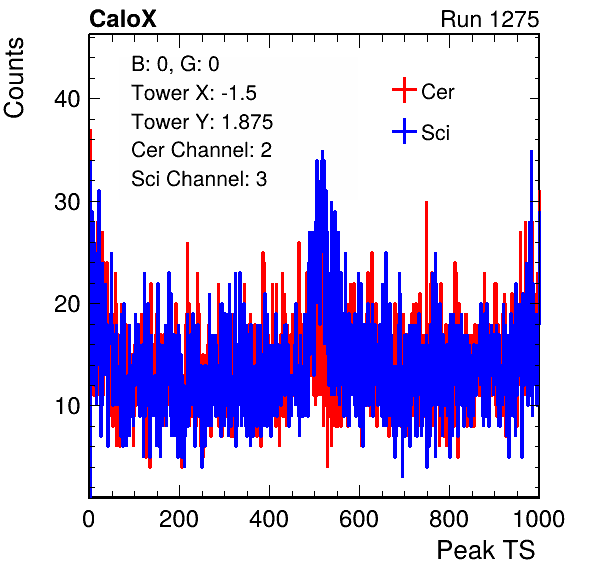 CaloX Run 1275
Counts
B: 0, G: 0
Tower X: -1.5
Tower Y: 1.875
Cer Channel: 2
Sci Channel: 3
Cer
Sci
40
30
20
10
0 200 400 600 800 1000
Peak TS